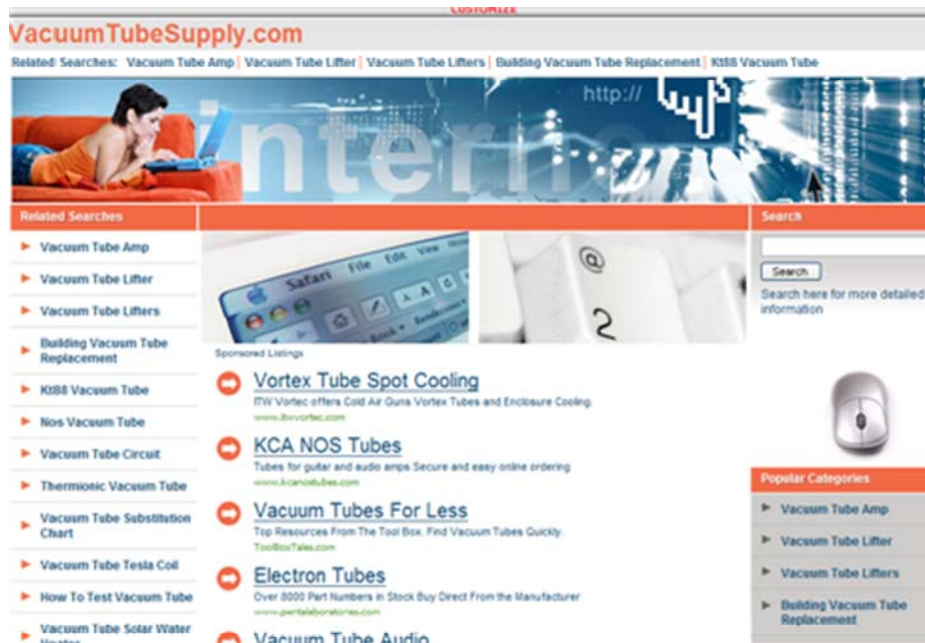 CUSTOMIZE
VacuumTubeSupply.com
Related Searches: Vacuum Tube Amp | Vacuum Tube Lifter | Vacuum Tube Lifters | Building Vacuum Tube Replacement | Kt88 Vacuum Tube
http://
internet
Related Searches
Vacuum Tube Amp
Vacuum Tube Lifter
Vacuum Tube Lifters
Building Vacuum Tube
Replacement
Kt88 Vacuum Tube
Nos Vacuum Tube
Vacuum Tube Circuit
Thermionic Vacuum Tube
Vacuum Tube Substitution
Chart
Vacuum Tube Tesla Coil
How To Test Vacuum Tube
Vacuum Tube Solar Water
Heater
Safari File Edit View
@
2
Sponsored Listings
Vortex Tube Spot Cooling
ITW Vortec offers Cold Air Guns Vortex Tubes and Enclosure Cooling.
www.itwvortec.com
KCA NOS Tubes
Tubes for guitar and audio amps Secure and easy online ordering
www.kcanostubes.com
Vacuum Tubes For Less
Top Resources From The Tool Box. Find Vacuum Tubes Quickly.
ToolBoxTales.com
Electron Tubes
Over 8000 Part Numbers in Stock Buy Direct From the Manufacturer
www.pentalaboratories.com
Vacuum Tube Audio
Search
Search
Search here for more detailed
information
Popular Categories
Vacuum Tube Amp
Vacuum Tube Lifter
Vacuum Tube Lifters
Building Vacuum Tube
Replacement